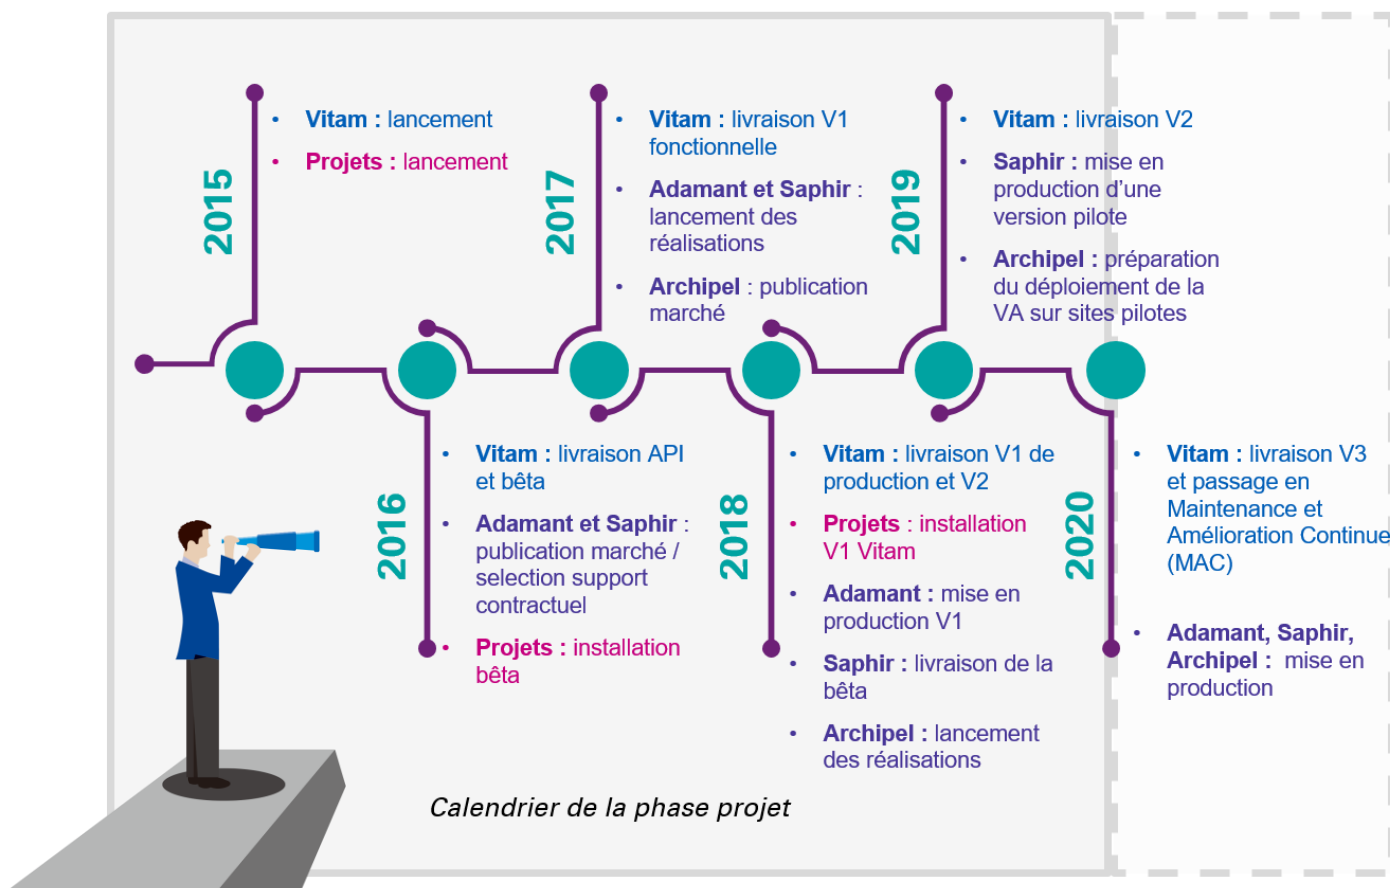 2015
• Vitam : lancement
• Projets : lancement
2016
• Vitam : livraison API
et bêta
• Adamant et Saphir :
publication marché /
selection support
contractuel
• Projets : installation
bêta
2017
• Vitam : livraison V1
fonctionnelle
• Adamant et Saphir :
lancement des
réalisations
• Archipel : publication
marché
2018
• Vitam : livraison V1 de
production et V2
• Projets : installation
V1 Vitam
• Adamant : mise en
production V1
• Saphir : livraison de la
bêta
• Archipel : lancement
des réalisations
2019
• Vitam : livraison V2
• Saphir : mise en
production d’une
version pilote
• Archipel : préparation
du déploiement de la
VA sur sites pilotes
2020
• Vitam : livraison V3
et passage en
Maintenance et
Amélioration Continue
(MAC)
• Adamant, Saphir,
Archipel : mise en
production
Calendrier de la phase projet